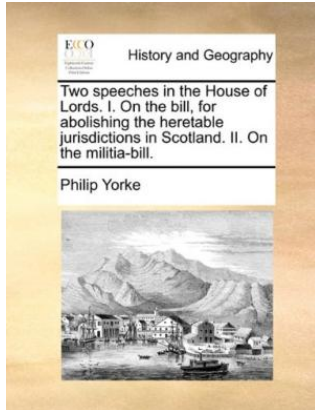 ECCO
History and Geography
Two speeches in the House of
Lords. I. On the bill, for
abolishing the heretable
jurisdictions in Scotland. II. On
the militia-bill.
Philip Yorke